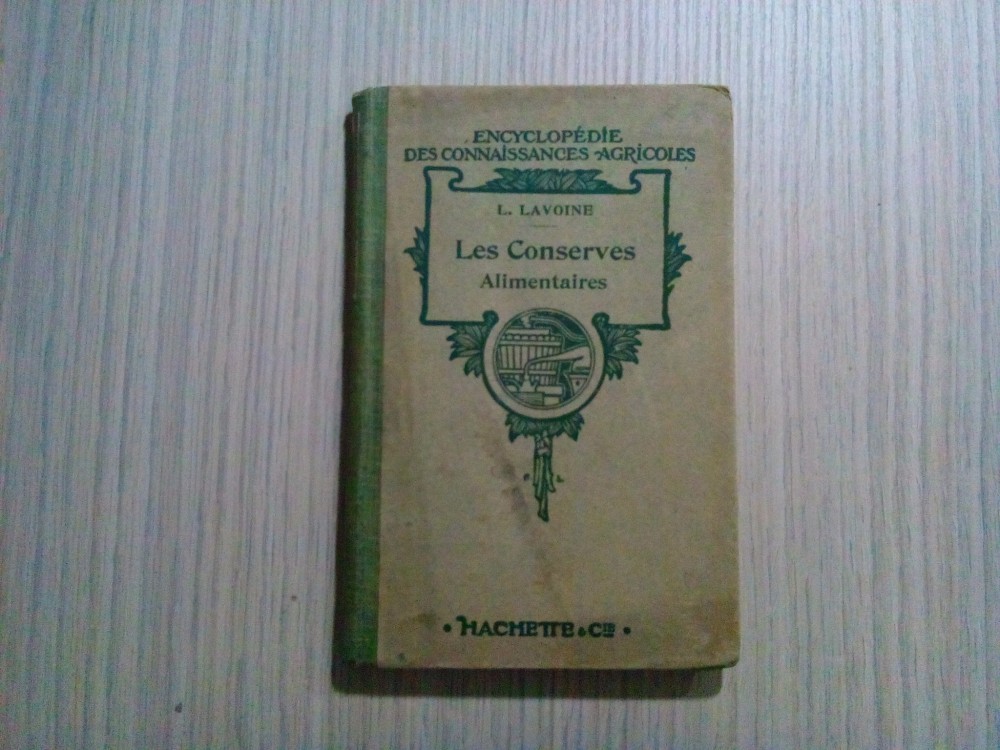 ENCYCLOPÉDIE
DES CONNAISSANCES AGRICOLES
L. LAVOINE
Les Conserves
Alimentaires
• HACHETTE & CIE •